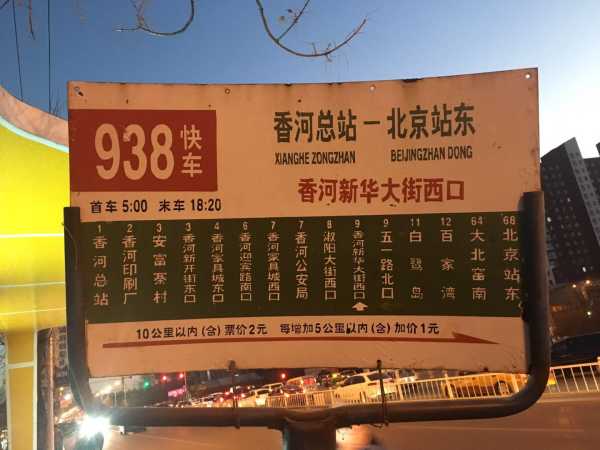 938 快车
香河总站 — 北京站东
XIANGHE ZONGZHAN BEIJINGZHAN DONG
香河新华大街西口
首车 5:00 末车 18:20
1 香河总站
2 香河印刷厂
3 安富寨村
3 香河新开街东口
4 香河家具城东口
6 香河迎宾路南口
7 香河家具城西口
7 香河公安局
8 淑阳大街西口
9 香河新华大街西口
9 五一路北口
11 白鹭岛
12 百家湾
64 大北窑南
68 北京站东
10公里以内(含)票价2元 每增加5公里以内(含)加价1元